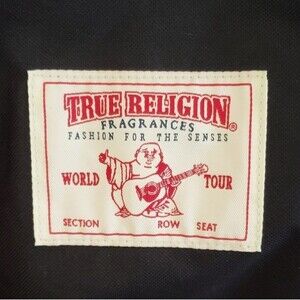 TRUE RELIGION®
FRAGRANCES
FASHION FOR THE SENSES
WORLD TOUR
SECTION ROW SEAT